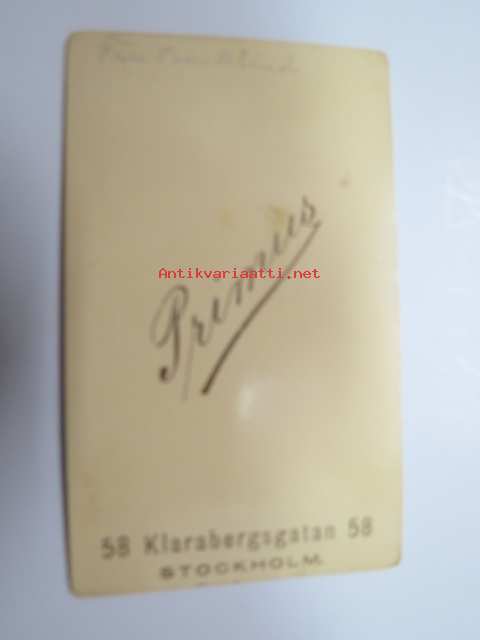 Primus
Antikvariaatti.net
58 Klarabergsgatan 58
STOCKHOLM.